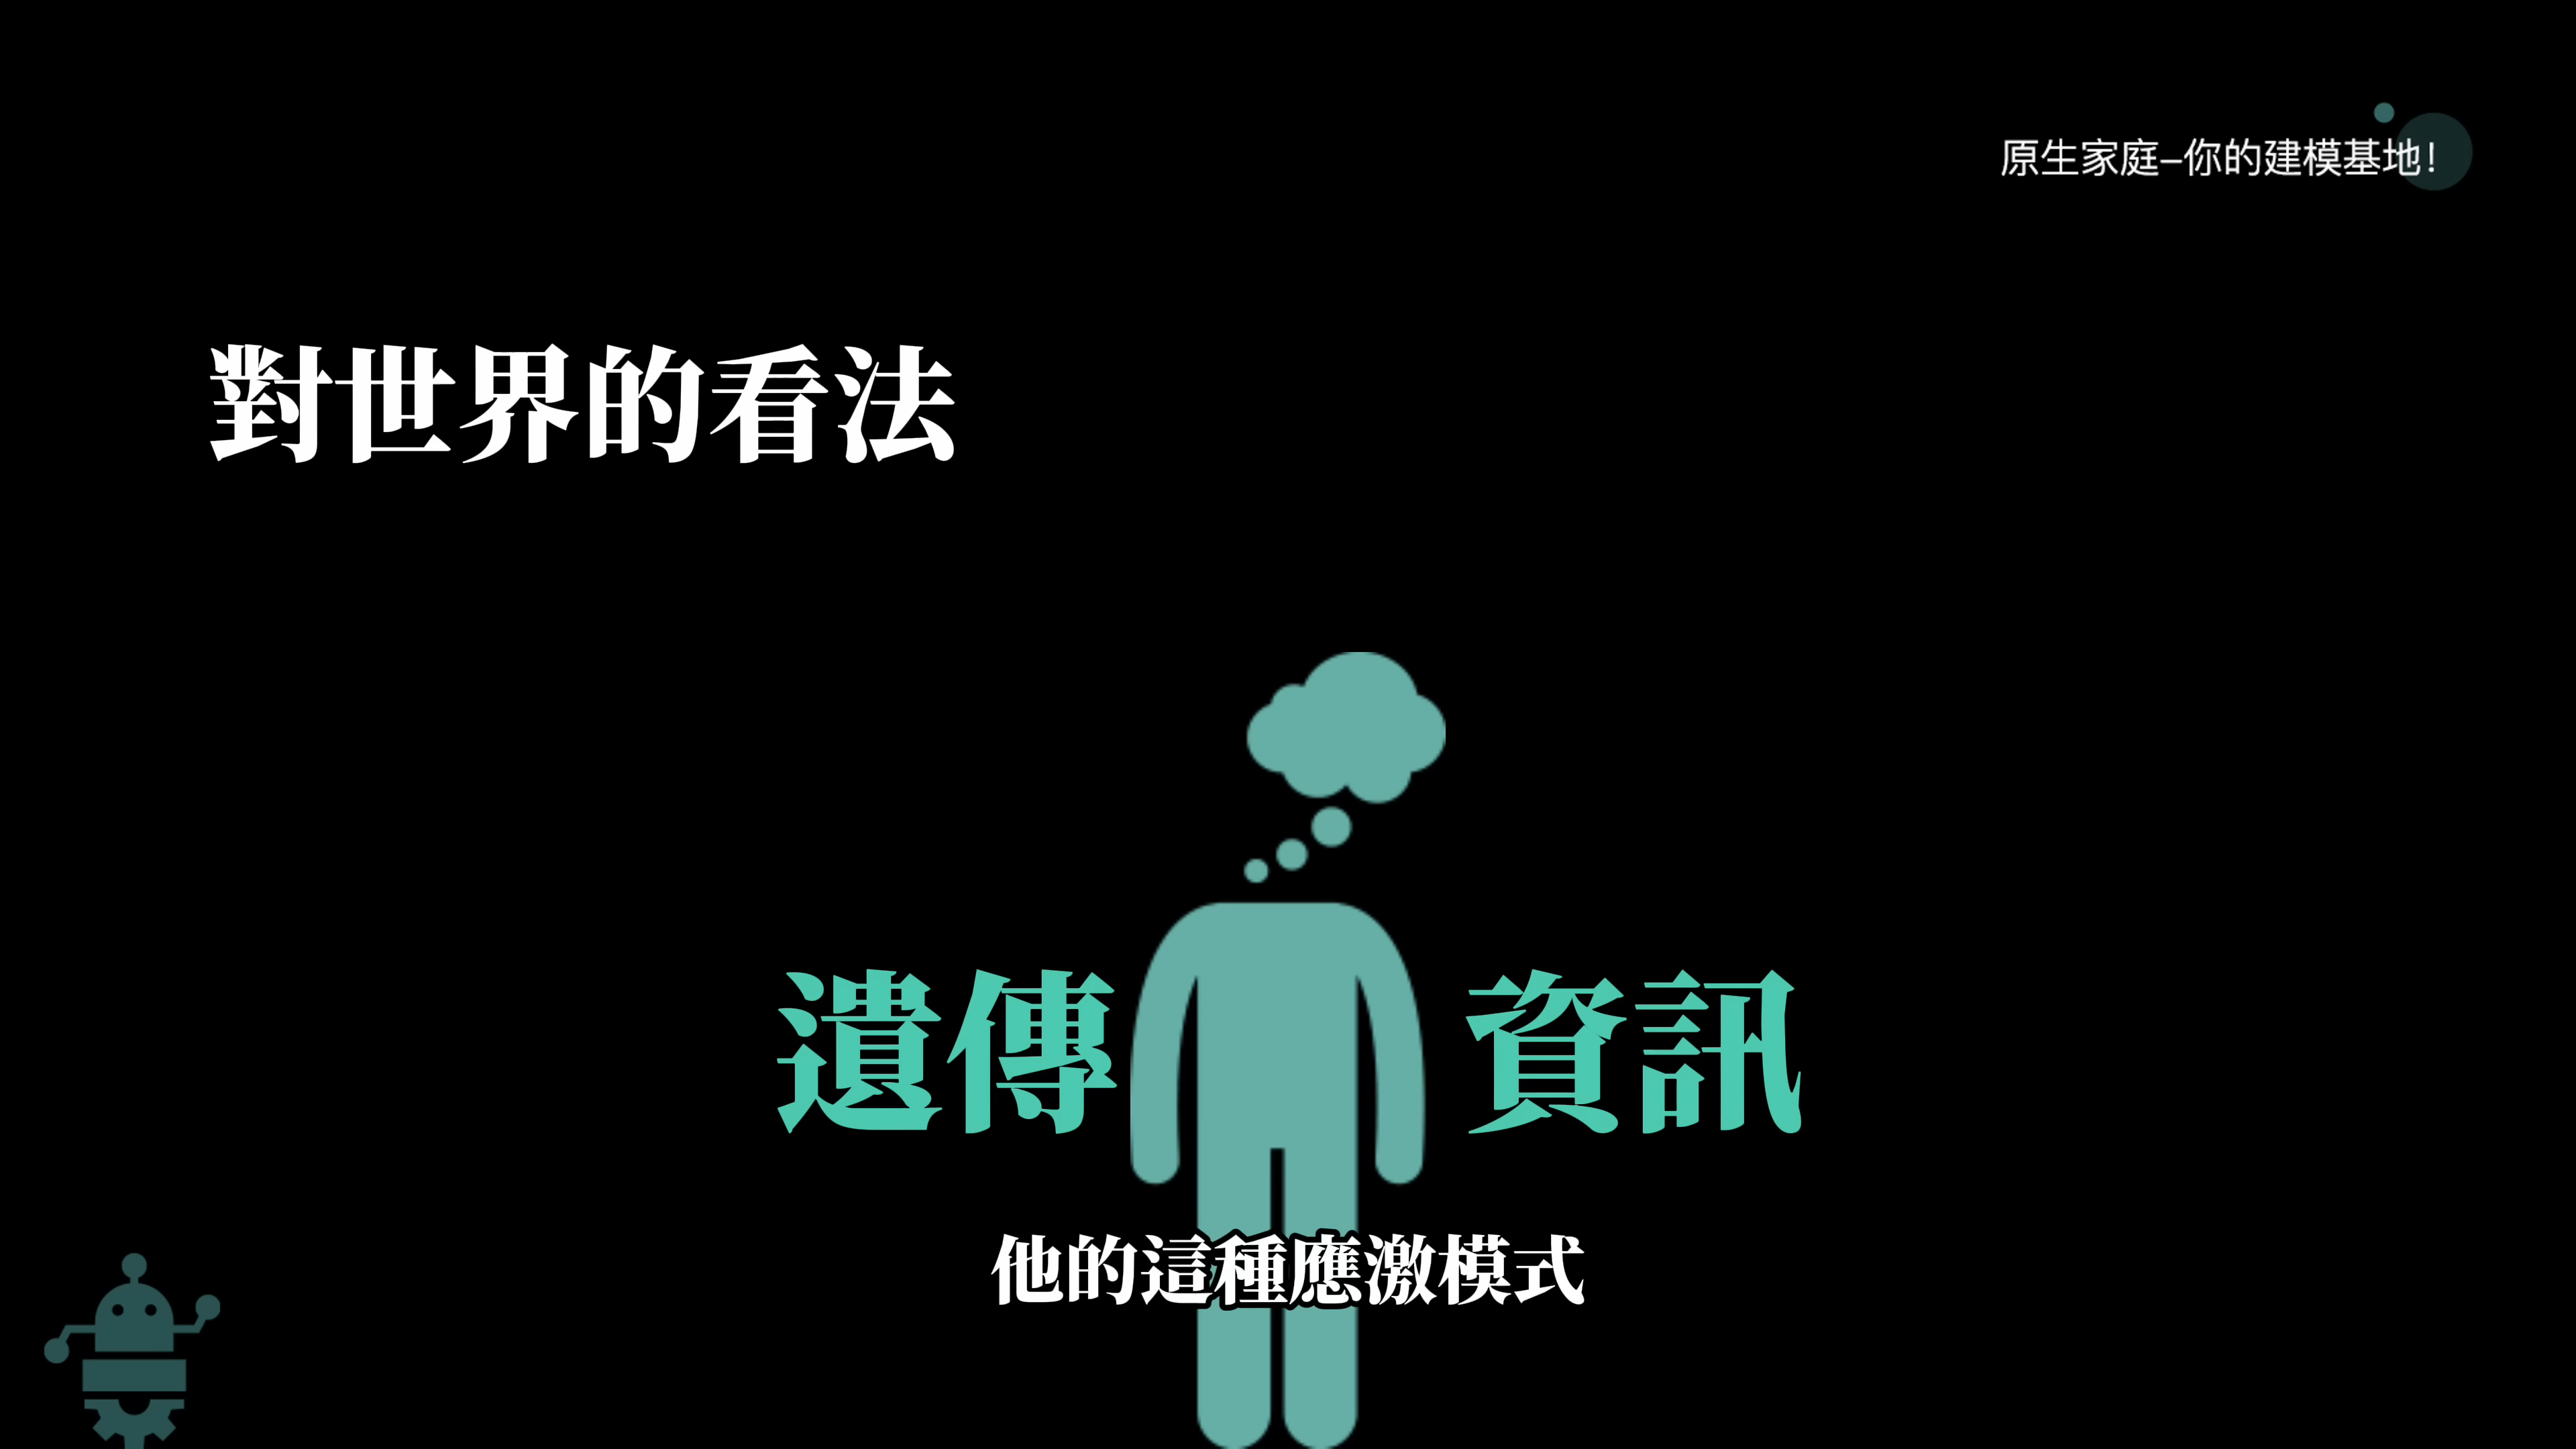 原生家庭–你的建模基地!
對世界的看法
遺傳 資訊
他的這種應激模式